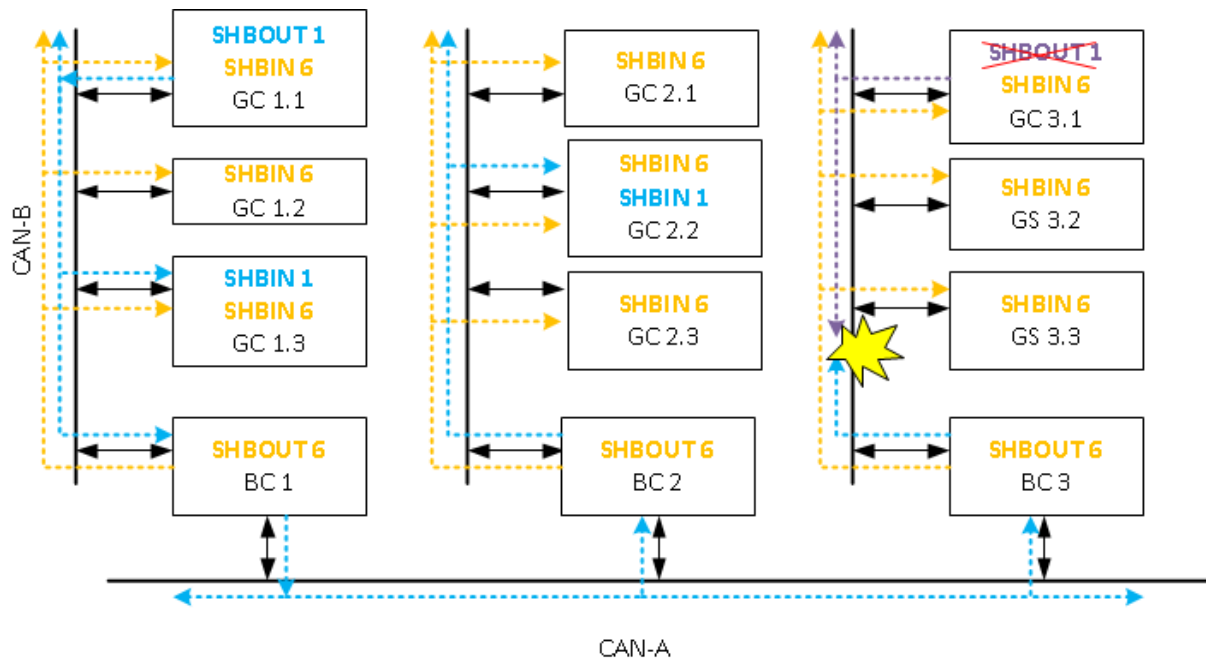 SHBOUT 1
SHBIN 6
GC 1.1
SHBIN 6
GC 1.2
SHBIN 1
SHBIN 6
GC 1.3
SHBOUT 6
BC 1
CAN-B
SHBIN 6
GC 2.1
SHBIN 6
SHBIN 1
GC 2.2
SHBIN 6
GC 2.3
SHBOUT 6
BC 2
SHBOUT 1
SHBIN 6
GC 3.1
SHBIN 6
GS 3.2
SHBIN 6
GS 3.3
SHBOUT 6
BC 3
CAN-A